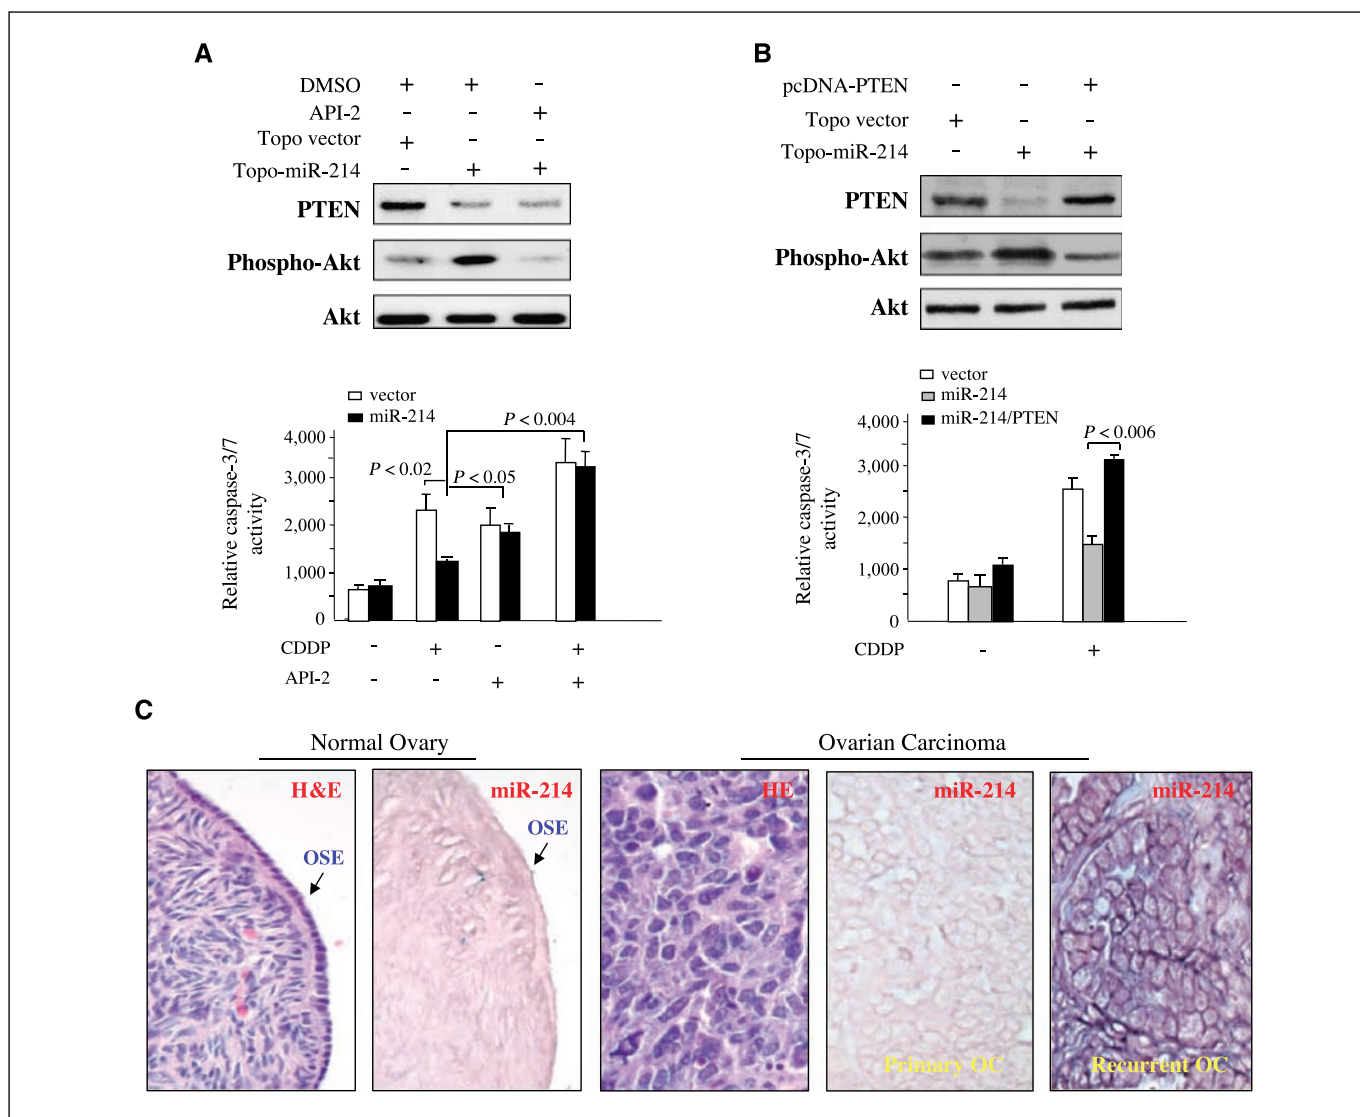 A
DMSO + + -
API-2 - - +
Topo vector + - -
Topo-miR-214 - + +
PTEN
Phospho-Akt
Akt
vector
miR-214
P < 0.004
P < 0.02
P < 0.05
Relative caspase-3/7
activity
4,000
3,000
2,000
1,000
0
CDDP - + - +
API-2 - - + +
B
pcDNA-PTEN - - +
Topo vector + - -
Topo-miR-214 - + +
PTEN
Phospho-Akt
Akt
vector
miR-214
miR-214/PTEN
P < 0.006
Relative caspase-3/7
activity
4,000
3,000
2,000
1,000
0
CDDP - +
C
Normal Ovary
H&E
OSE
miR-214
OSE
Ovarian Carcinoma
HE
miR-214
Primary OC
miR-214
Recurrent OC